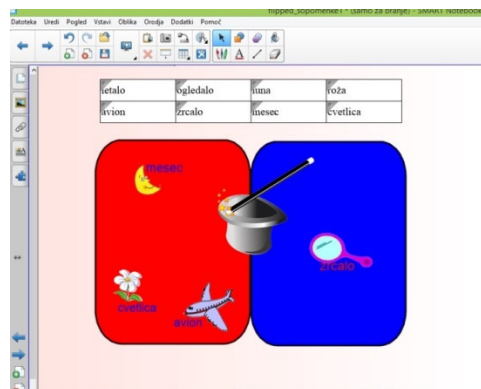 flipped_sopomenke1 * (samo za branje) - SMART Notebook
Datoteka Uredi Pogled Vstavi Oblika Orodja Dodatki Pomoč
letalo ogledalo luna roža
avion zrcalo mesec cvetlica
mesec
zrcalo
cvetlica
avion